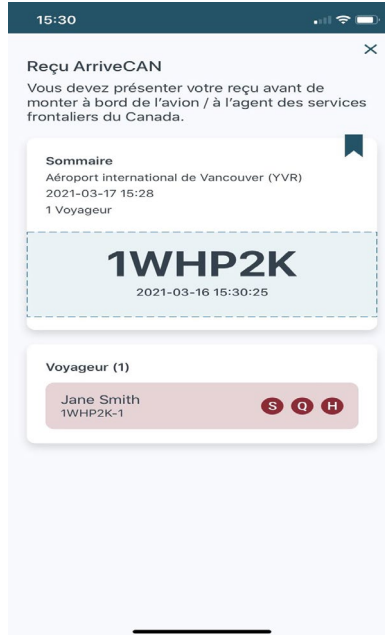 15:30
Reçu ArriveCAN
Vous devez présenter votre reçu avant de
monter à bord de l'avion / à l'agent des services
frontaliers du Canada.
Sommaire
Aéroport international de Vancouver (YVR)
2021-03-17 15:28
1 Voyageur
1WHP2K
2021-03-16 15:30:25
Voyageur (1)
Jane Smith
1WHP2K-1
S Q H